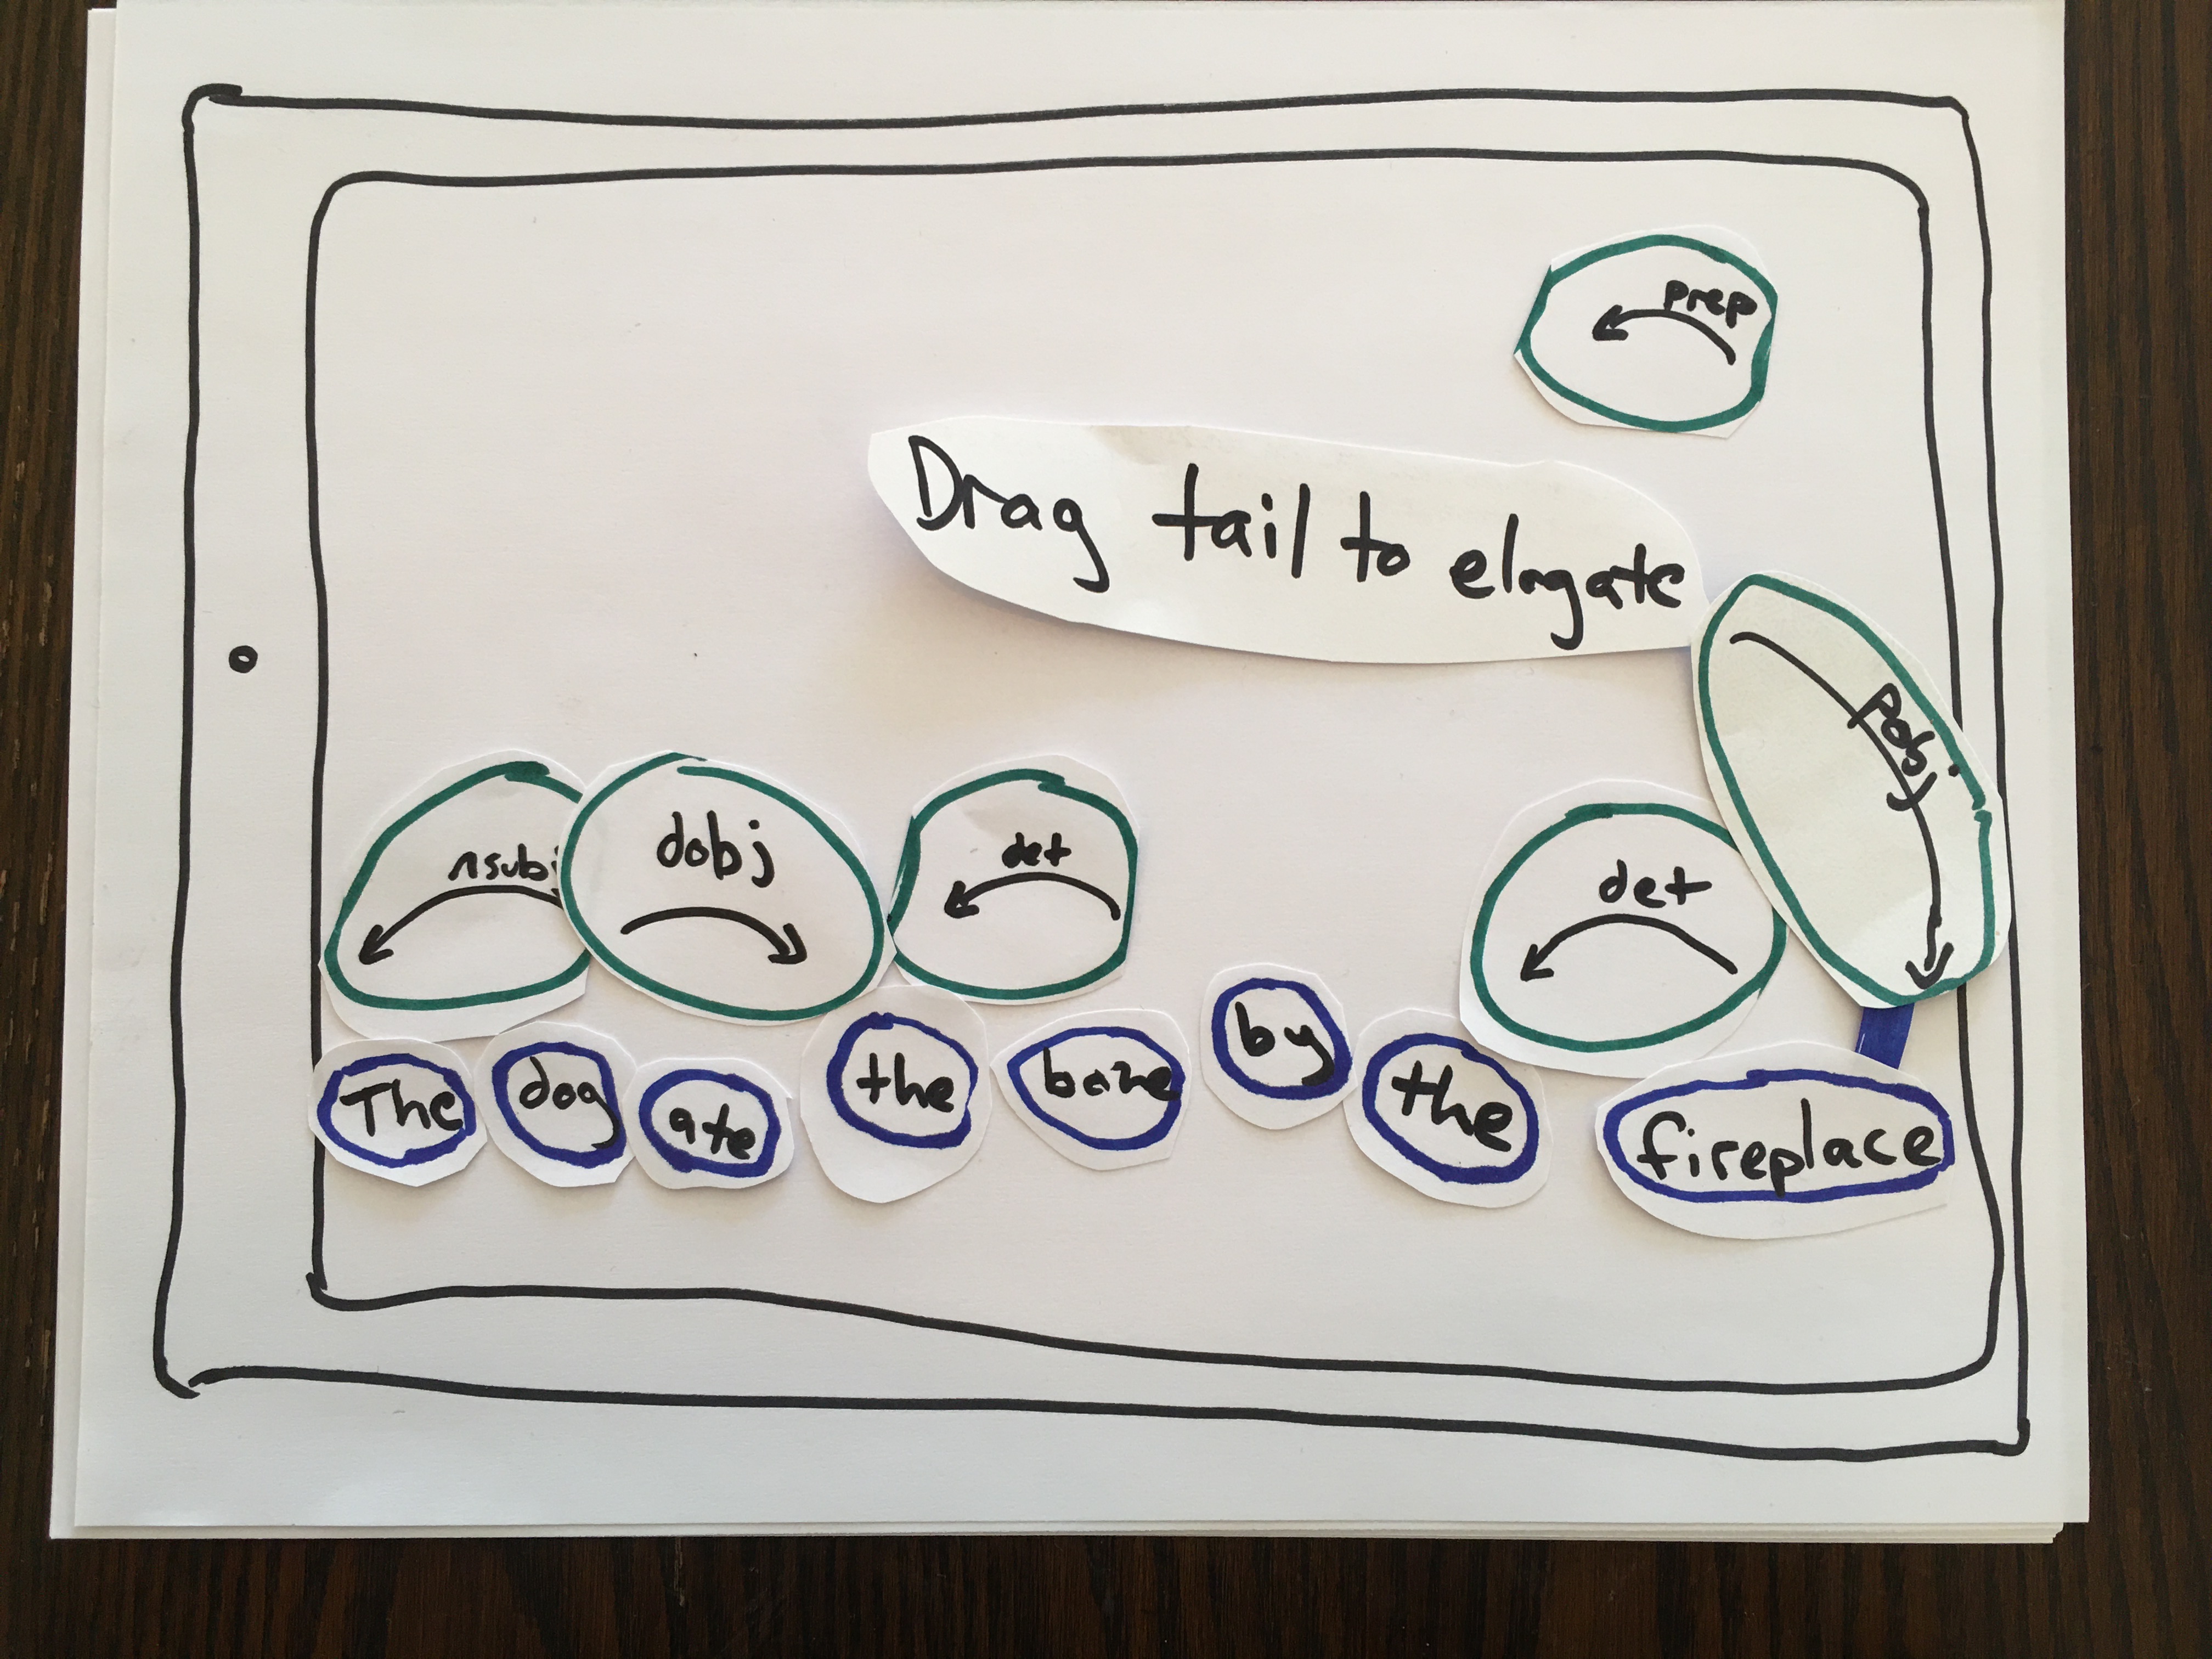 prep
Drag tail to elngate
pobj
nsubj dobj det det
The dog ate the bone by the fireplace